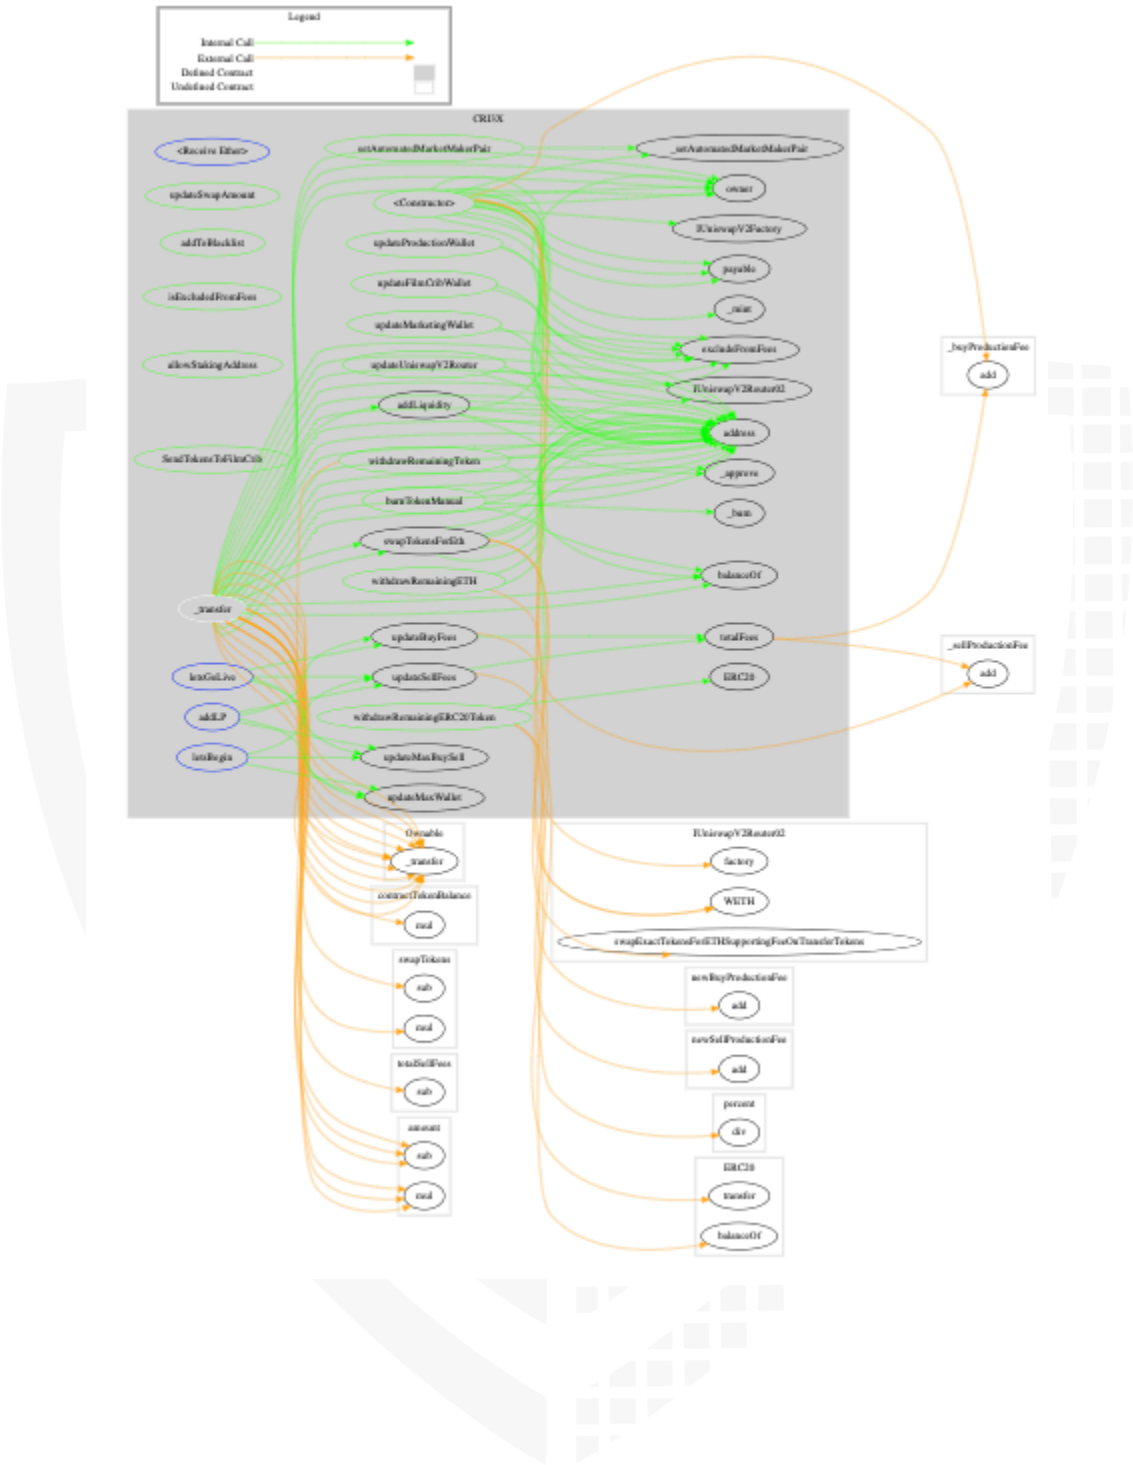 Legend
Internal Call
External Call
Defined Contract
Undefined Contract
CRIJX
<Receive Ether>
updateSwapAmount
addToBlacklist
isExcludedFromFees
allowStakingAddress
SendTokensToFilmCrib
_transfer
letsGoLive
addLP
letsBegin
setAutomatedMarketMakerPair
<Constructor>
updateProductionWallet
updateFilmCribWallet
updateMarketingWallet
updateUniswapV2Router
addLiquidity
withdrawRemainingToken
burnTokenManual
swapTokensForEth
withdrawRemainingETH
updateBuyFees
updateSellFees
withdrawRemainingERC20Token
updateMaxBuySell
updateMaxWallet
_setAutomatedMarketMakerPair
owner
IUniswapV2Factory
payable
_mint
excludeFromFees
IUniswapV2Router02
address
_approve
_burn
balanceOf
totalFees
ERC20
_buyProductionFee
add
_sellProductionFee
add
Ownable
_transfer
contractTokenBalance
mul
swapTokens
sub
mul
totalSellFees
sub
amount
sub
mul
IUniswapV2Router02
factory
WETH
swapExactTokensForETHSupportingFeeOnTransferTokens
newBuyProductionFee
add
newSellProductionFee
add
percent
div
ERC20
transfer
balanceOf